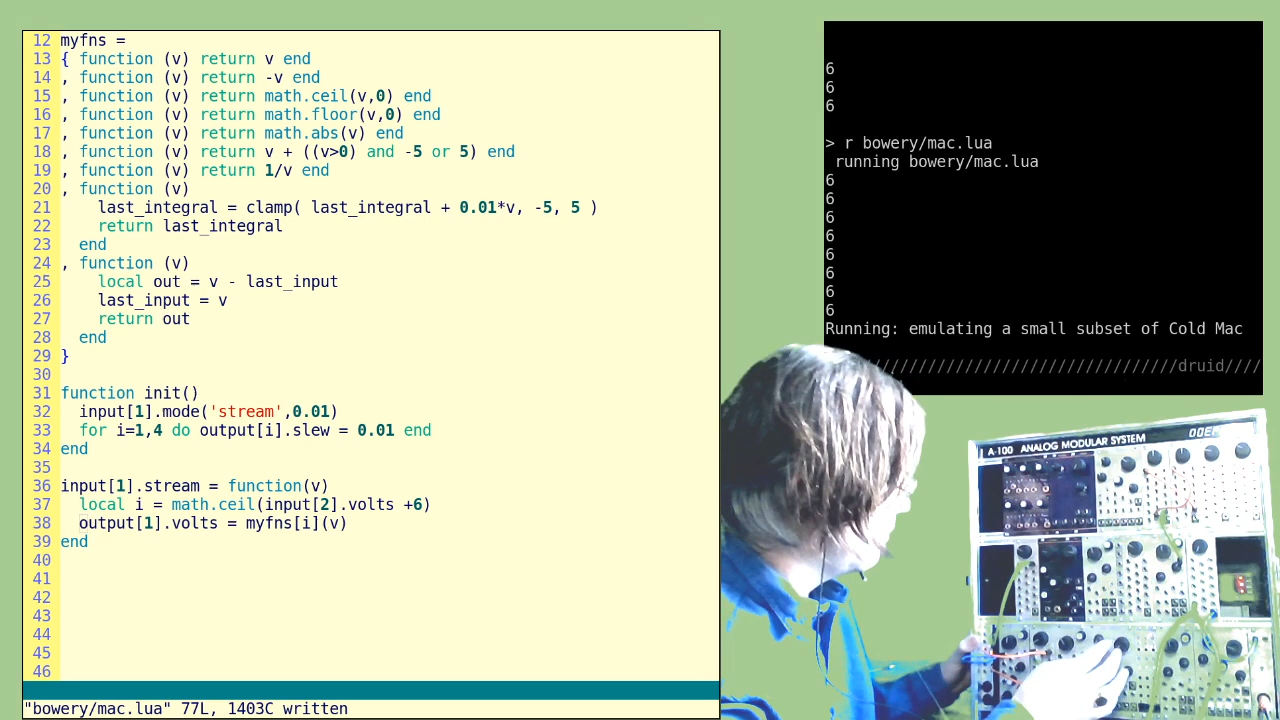 12 myfns =
13 { function (v) return v end
14 , function (v) return -v end
15 , function (v) return math.ceil(v,0) end
16 , function (v) return math.floor(v,0) end
17 , function (v) return math.abs(v) end
18 , function (v) return v + ((v>0) and -5 or 5) end
19 , function (v) return 1/v end
20 , function (v)
21     last_integral = clamp( last_integral + 0.01*v, -5, 5 )
22     return last_integral
23   end
24 , function (v)
25     local out = v - last_input
26     last_input = v
27     return out
28   end
29 }
30
31 function init()
32   input[1].mode('stream',0.01)
33   for i=1,4 do output[i].slew = 0.01 end
34 end
35
36 input[1].stream = function(v)
37   local i = math.ceil(input[2].volts +6)
38   output[1].volts = myfns[i](v)
39 end
40
41
42
43
44
45
46
"bowery/mac.lua" 77L, 1403C written
6
6
6
> r bowery/mac.lua
 running bowery/mac.lua
6
6
6
6
6
6
6
6
Running: emulating a small subset of Cold Mac
//////////////////////////////////druid////
A-100 ANALOG MODULAR SYSTEM